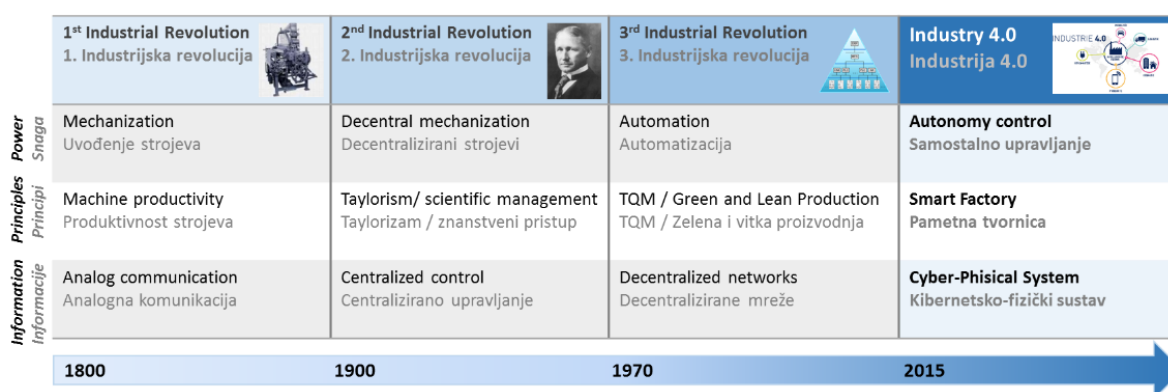 1st Industrial Revolution
1. Industrijska revolucija
2nd Industrial Revolution
2. Industrijska revolucija
3rd Industrial Revolution
3. Industrijska revolucija
Industry 4.0
Industrija 4.0
INDUSTRIE 4.0
Power
Snaga
Mechanization
Uvođenje strojeva
Decentral mechanization
Decentralizirani strojevi
Automation
Automatizacija
Autonomy control
Samostalno upravljanje
Principles
Principi
Machine productivity
Produktivnost strojeva
Taylorism/ scientific management
Taylorizam / znanstveni pristup
TQM / Green and Lean Production
TQM / Zelena i vitka proizvodnja
Smart Factory
Pametna tvornica
Information
Informacije
Analog communication
Analogna komunikacija
Centralized control
Centralizirano upravljanje
Decentralized networks
Decentralizirane mreže
Cyber-Phisical System
Kibernetsko-fizički sustav
1800
1900
1970
2015